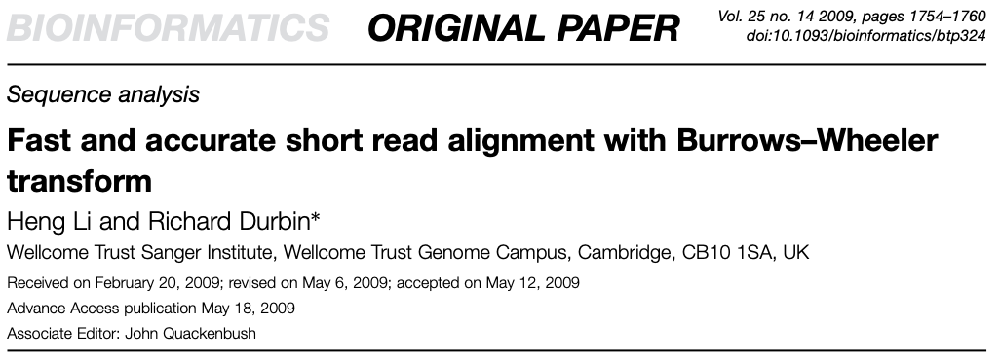 BIOINFORMATICS
ORIGINAL PAPER
Vol. 25 no. 14 2009, pages 1754–1760
doi:10.1093/bioinformatics/btp324
Sequence analysis
Fast and accurate short read alignment with Burrows–Wheeler
transform
Heng Li and Richard Durbin*
Wellcome Trust Sanger Institute, Wellcome Trust Genome Campus, Cambridge, CB10 1SA, UK
Received on February 20, 2009; revised on May 6, 2009; accepted on May 12, 2009
Advance Access publication May 18, 2009
Associate Editor: John Quackenbush